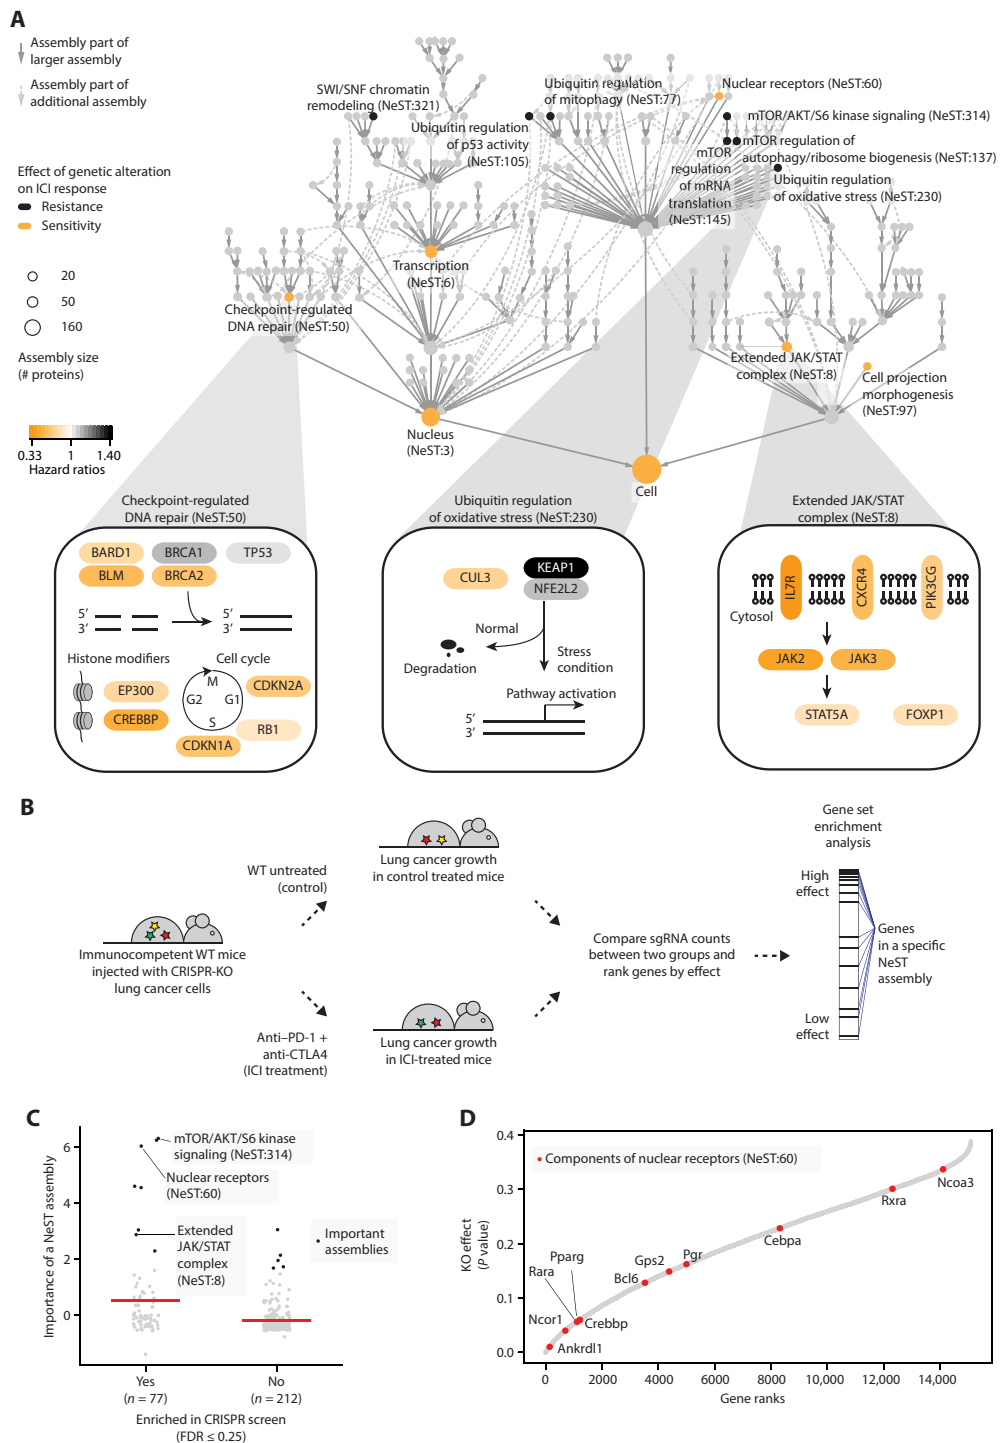 A
Assembly part of
larger assembly
Assembly part of
additional assembly
Effect of genetic alteration
on ICI response
Resistance
Sensitivity
20
50
160
Assembly size
(# proteins)
0.33 1 1.40
Hazard ratios
SWI/SNF chromatin
remodeling (NeST:321)
Ubiquitin regulation
of p53 activity
(NeST:105)
Ubiquitin regulation
of mitophagy (NeST:77)
Nuclear receptors (NeST:60)
mTOR/AKT/S6 kinase signaling (NeST:314)
mTOR regulation of
autophagy/ribosome biogenesis (NeST:137)
mTOR
regulation
of mRNA
translation
(NeST:145)
Ubiquitin regulation
of oxidative stress (NeST:230)
Transcription
(NeST:6)
Checkpoint-regulated
DNA repair (NeST:50)
Extended JAK/STAT
complex (NeST:8)
Cell projection
morphogenesis
(NeST:97)
Nucleus
(NeST:3)
Cell
Checkpoint-regulated
DNA repair (NeST:50)
BARD1 BRCA1 TP53
BLM BRCA2
5′
3′
5′
3′
Histone modifiers
Cell cycle
EP300
CREBBP
M
G1
S
G2
CDKN2A
RB1
CDKN1A
Ubiquitin regulation
of oxidative stress (NeST:230)
CUL3
KEAP1
NFE2L2
Normal
Degradation
Stress
condition
Pathway activation
5′
3′
Extended JAK/STAT
complex (NeST:8)
IL7R
CXCR4
PIK3CG
Cytosol
JAK2 JAK3
STAT5A FOXP1
B
Immunocompetent WT mice
injected with CRISPR-KO
lung cancer cells
WT untreated
(control)
Lung cancer growth
in control treated mice
Anti–PD-1 +
anti-CTLA4
(ICI treatment)
Lung cancer growth
in ICI-treated mice
Compare sgRNA counts
between two groups and
rank genes by effect
Gene set
enrichment
analysis
High
effect
Low
effect
Genes
in a specific
NeST
assembly
C
Importance of a NeST assembly
6
4
2
0
mTOR/AKT/S6 kinase
signaling (NeST:314)
Nuclear receptors
(NeST:60)
Extended
JAK/STAT
complex
(NeST:8)
Important
assemblies
Yes
(n = 77)
No
(n = 212)
Enriched in CRISPR screen
(FDR ≤ 0.25)
D
KO effect
(P value)
0.4
0.3
0.2
0.1
0.0
Components of nuclear receptors (NeST:60)
Ncoa3
Rxra
Cebpa
Pgr
Gps2
Bcl6
Pparg
Rara
Ncor1
Crebbp
Ankrdl1
0 2000 4000 6000 8000 10,000 12,000 14,000
Gene ranks